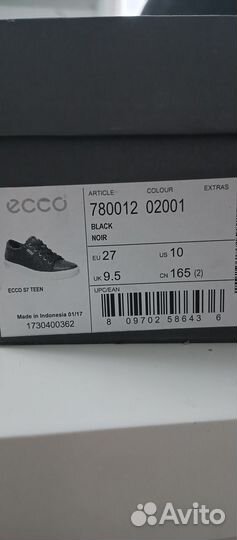 ARTICLE COLOUR EXTRAS
ecco
780012 02001
BLACK
NOIR
EU 27 US 10
UK 9.5 CN 165 (2)
ECCO S7 TEEN
UPC/EAN
Made in Indonesia 01/17
1730400362
8 09702 58643 6
Avito